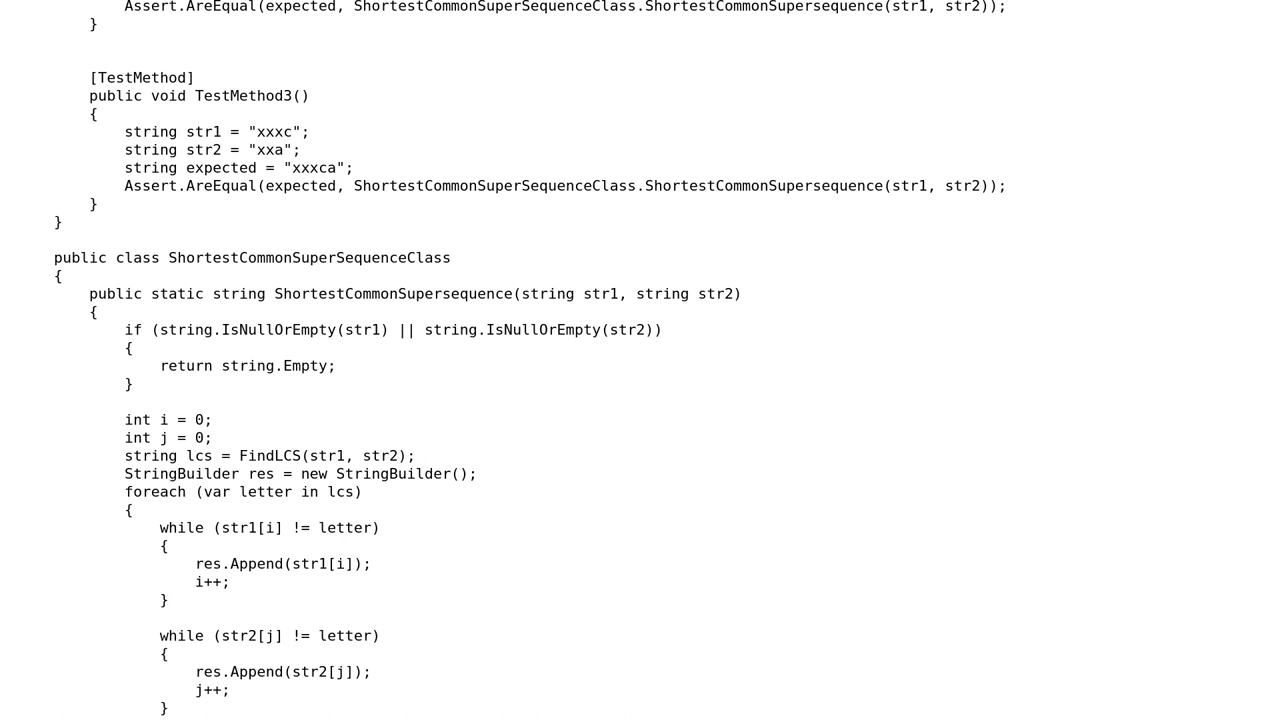 Assert.AreEqual(expected, ShortestCommonSuperSequenceClass.ShortestCommonSupersequence(str1, str2));
}
[TestMethod]
public void TestMethod3()
{
string str1 = "xxxc";
string str2 = "xxa";
string expected = "xxxca";
Assert.AreEqual(expected, ShortestCommonSuperSequenceClass.ShortestCommonSupersequence(str1, str2));
}
}
public class ShortestCommonSuperSequenceClass
{
public static string ShortestCommonSupersequence(string str1, string str2)
{
if (string.IsNullOrEmpty(str1) || string.IsNullOrEmpty(str2))
{
return string.Empty;
}
int i = 0;
int j = 0;
string lcs = FindLCS(str1, str2);
StringBuilder res = new StringBuilder();
foreach (var letter in lcs)
{
while (str1[i] != letter)
{
res.Append(str1[i]);
i++;
}
while (str2[j] != letter)
{
res.Append(str2[j]);
j++;
}